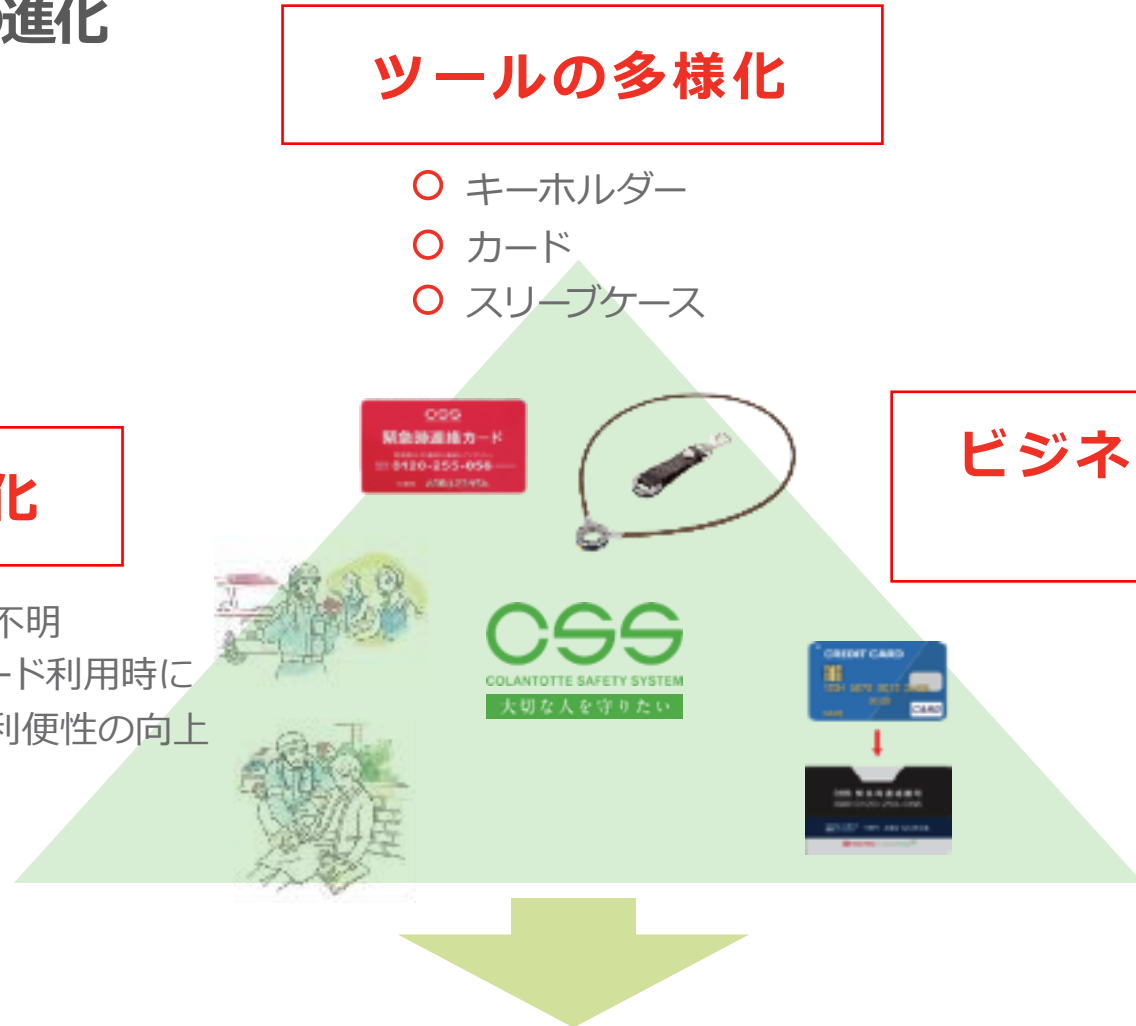 の進化
ツールの多様化
キーホルダー
カード
スリーブケース
ビジネ
化
不明
ード利用時に
利便性の向上
CSS
緊急時連絡カード
0120-255-056
CSS
COLANTOTTE SAFETY SYSTEM
大切な人を守りたい
CREDIT CARD
CARD